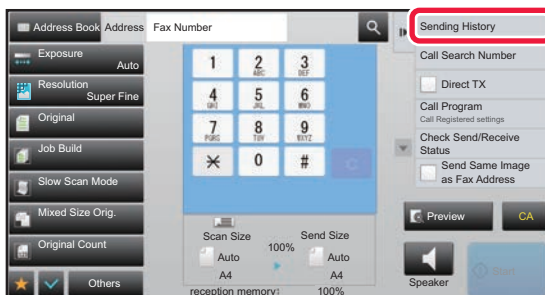 Address Book Address Fax Number
Sending History
Exposure
Auto
Resolution
Super Fine
Original
Job Build
Slow Scan Mode
Mixed Size Orig.
Original Count
Others
1 2 3
ABC DEF
4 5 6
GHI JKL MNO
7 8 9
PQRS TUV WXYZ
0 #
Scan Size
Send Size
100%
Auto
Auto
A4
A4
reception memory: 100%
Call Search Number
Direct TX
Call Program
Call Registered settings
Check Send/Receive
Status
Send Same Image
as Fax Address
Preview
CA
Speaker
Start